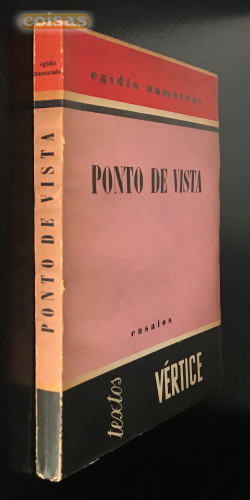 coisas
egídio
namorado
PONTO DE VISTA
egídio namorado
PONTO DE VISTA
ensaios
textos
VÉRTICE